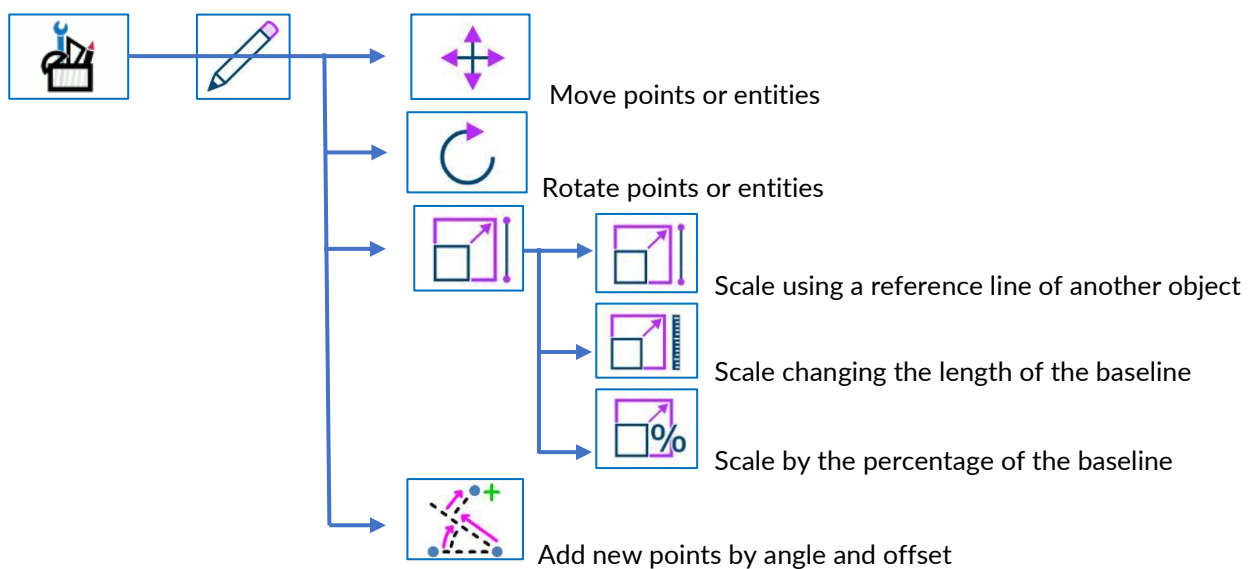 Move points or entities
Rotate points or entities
Scale using a reference line of another object
Scale changing the length of the baseline
%
Scale by the percentage of the baseline
Add new points by angle and offset